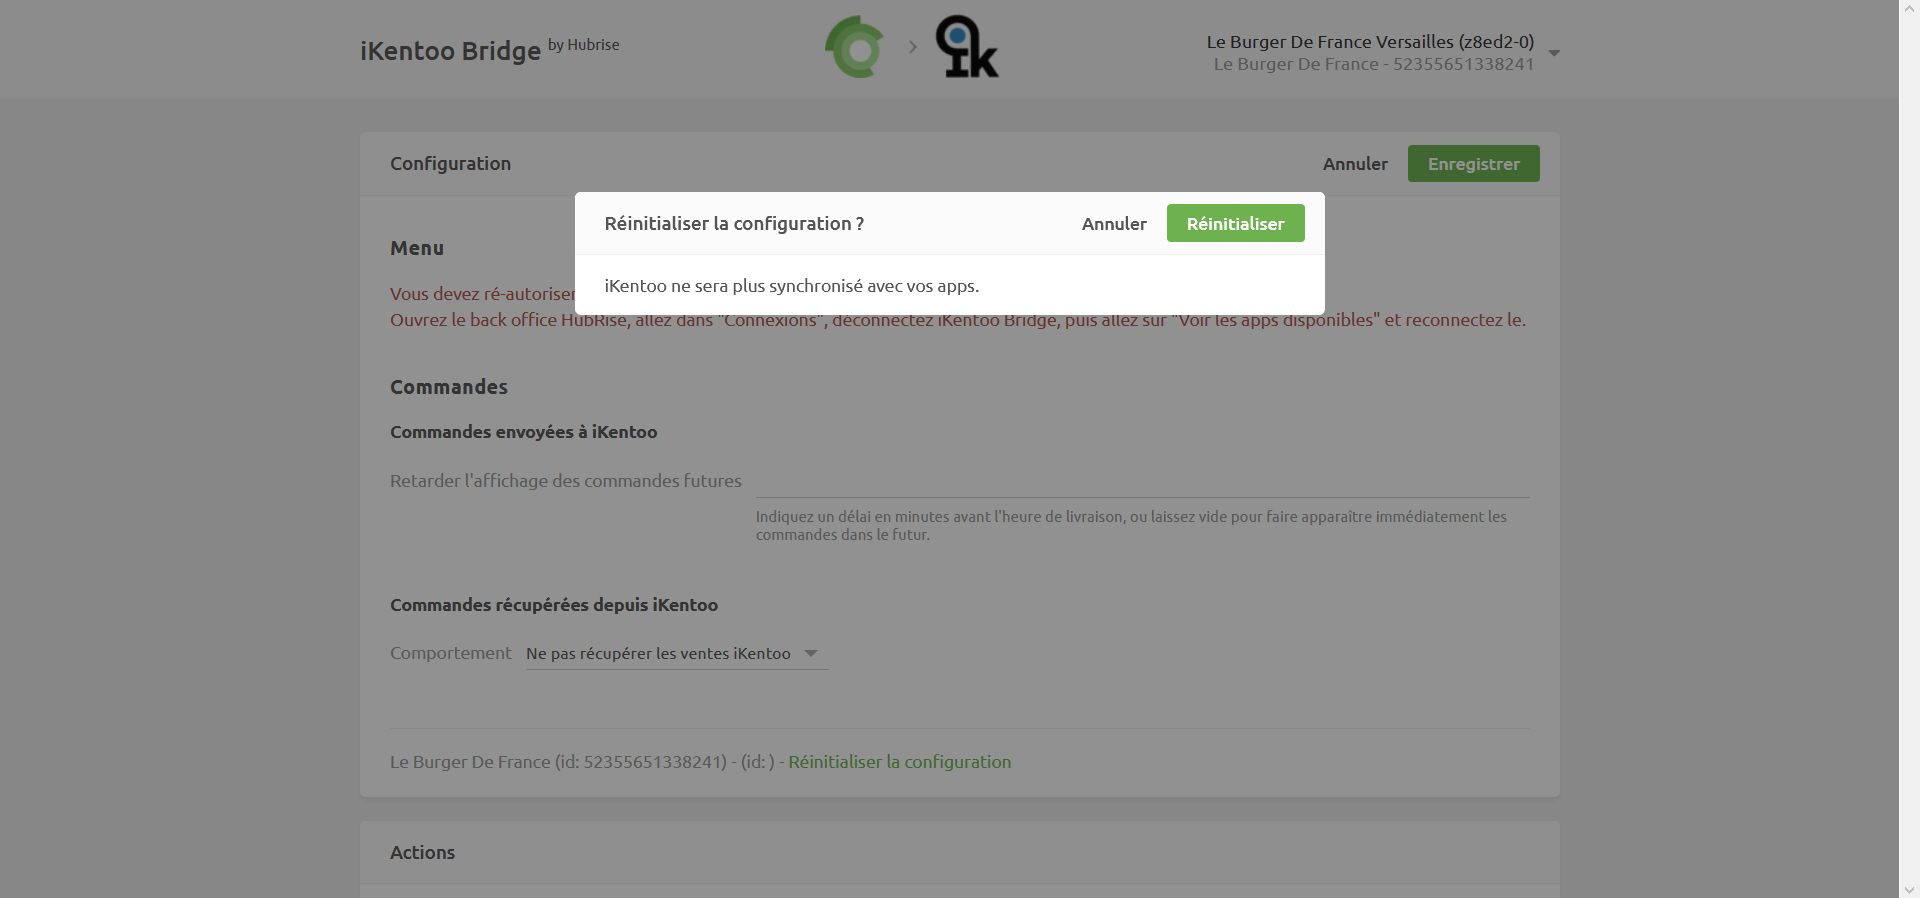 iKentoo Bridge by Hubrise
ik
Le Burger De France Versailles (z8ed2-0)
Le Burger De France - 52355651338241
Configuration
Annuler
Enregistrer
Réinitialiser la configuration ?
Annuler
Réinitialiser
iKentoo ne sera plus synchronisé avec vos apps.
Menu
Vous devez ré-autoriser
Ouvrez le back office HubRise, allez dans "Connexions", déconnectez iKentoo Bridge, puis allez sur "Voir les apps disponibles" et reconnectez le.
Commandes
Commandes envoyées à iKentoo
Retarder l'affichage des commandes futures
Indiquez un délai en minutes avant l'heure de livraison, ou laissez vide pour faire apparaître immédiatement les
commandes dans le futur.
Commandes récupérées depuis iKentoo
Comportement Ne pas récupérer les ventes iKentoo
Le Burger De France (id: 52355651338241) - (id: ) - Réinitialiser la configuration
Actions